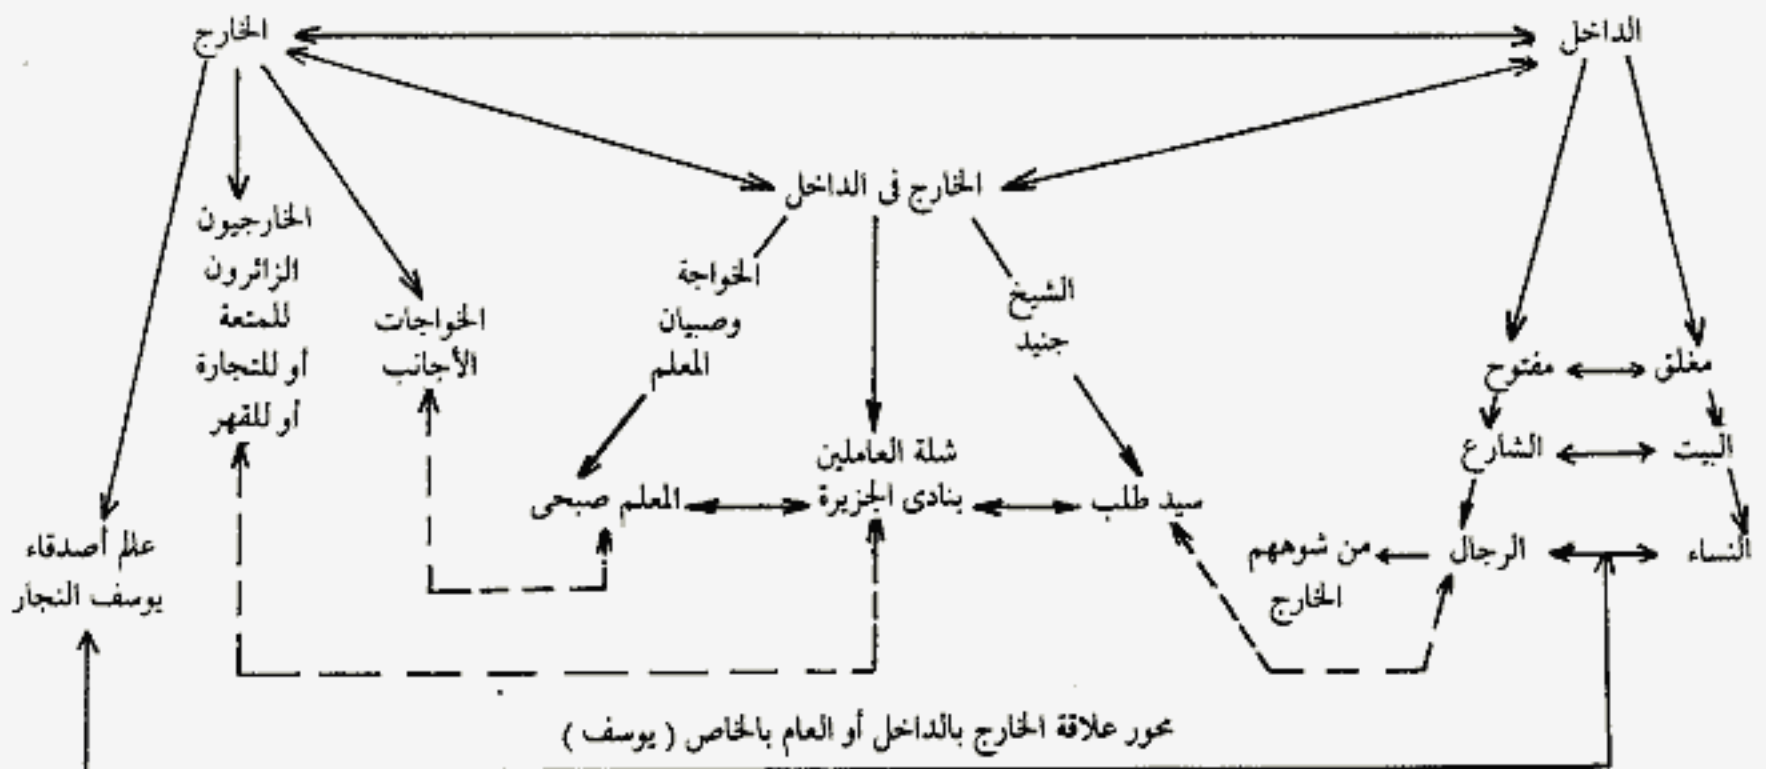 الداخل
الخارج
الخارج فى الداخل
مغلق
مفتوح
البيت
الشارع
النساء
الرجال
من شوههم
الخارج
الشيخ
جنيد
سيد طلب
شلة العاملين
بنادى الجزيرة
الخواجة
وصبيان
المعلم
المعلم صبحى
الخواجات
الأجانب
الخارجيون
الزائرون
للمتعة
أو للتجارة
أو للقهر
عالم أصدقاء
يوسف النجار
محور علاقة الخارج بالداخل أو العام بالخاص ( يوسف )